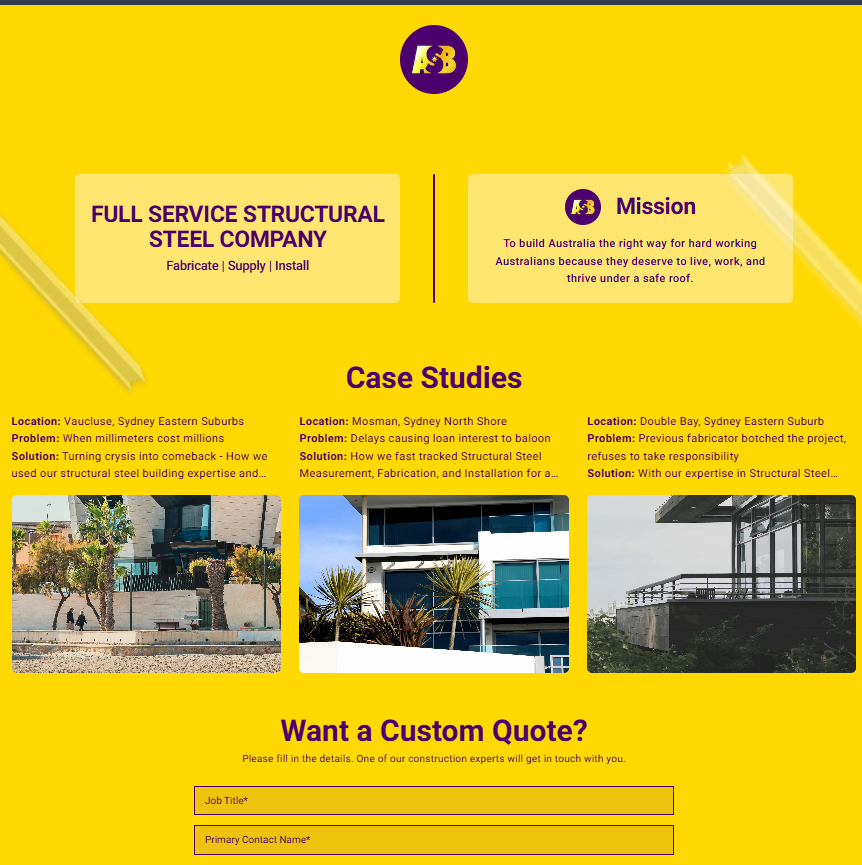 ASB
FULL SERVICE STRUCTURAL
STEEL COMPANY
Fabricate | Supply | Install
ASB
Mission
To build Australia the right way for hard working
Australians because they deserve to live, work, and
thrive under a safe roof.
Case Studies
Location: Vaucluse, Sydney Eastern Suburbs
Problem: When millimeters cost millions
Solution: Turning crysis into comeback - How we
used our structural steel building expertise and…
Location: Mosman, Sydney North Shore
Problem: Delays causing loan interest to baloon
Solution: How we fast tracked Structural Steel
Measurement, Fabrication, and Installation for a…
Location: Double Bay, Sydney Eastern Suburb
Problem: Previous fabricator botched the project,
refuses to take responsibility
Solution: With our expertise in Structural Steel…
Want a Custom Quote?
Please fill in the details. One of our construction experts will get in touch with you.
Job Title*
Primary Contact Name*